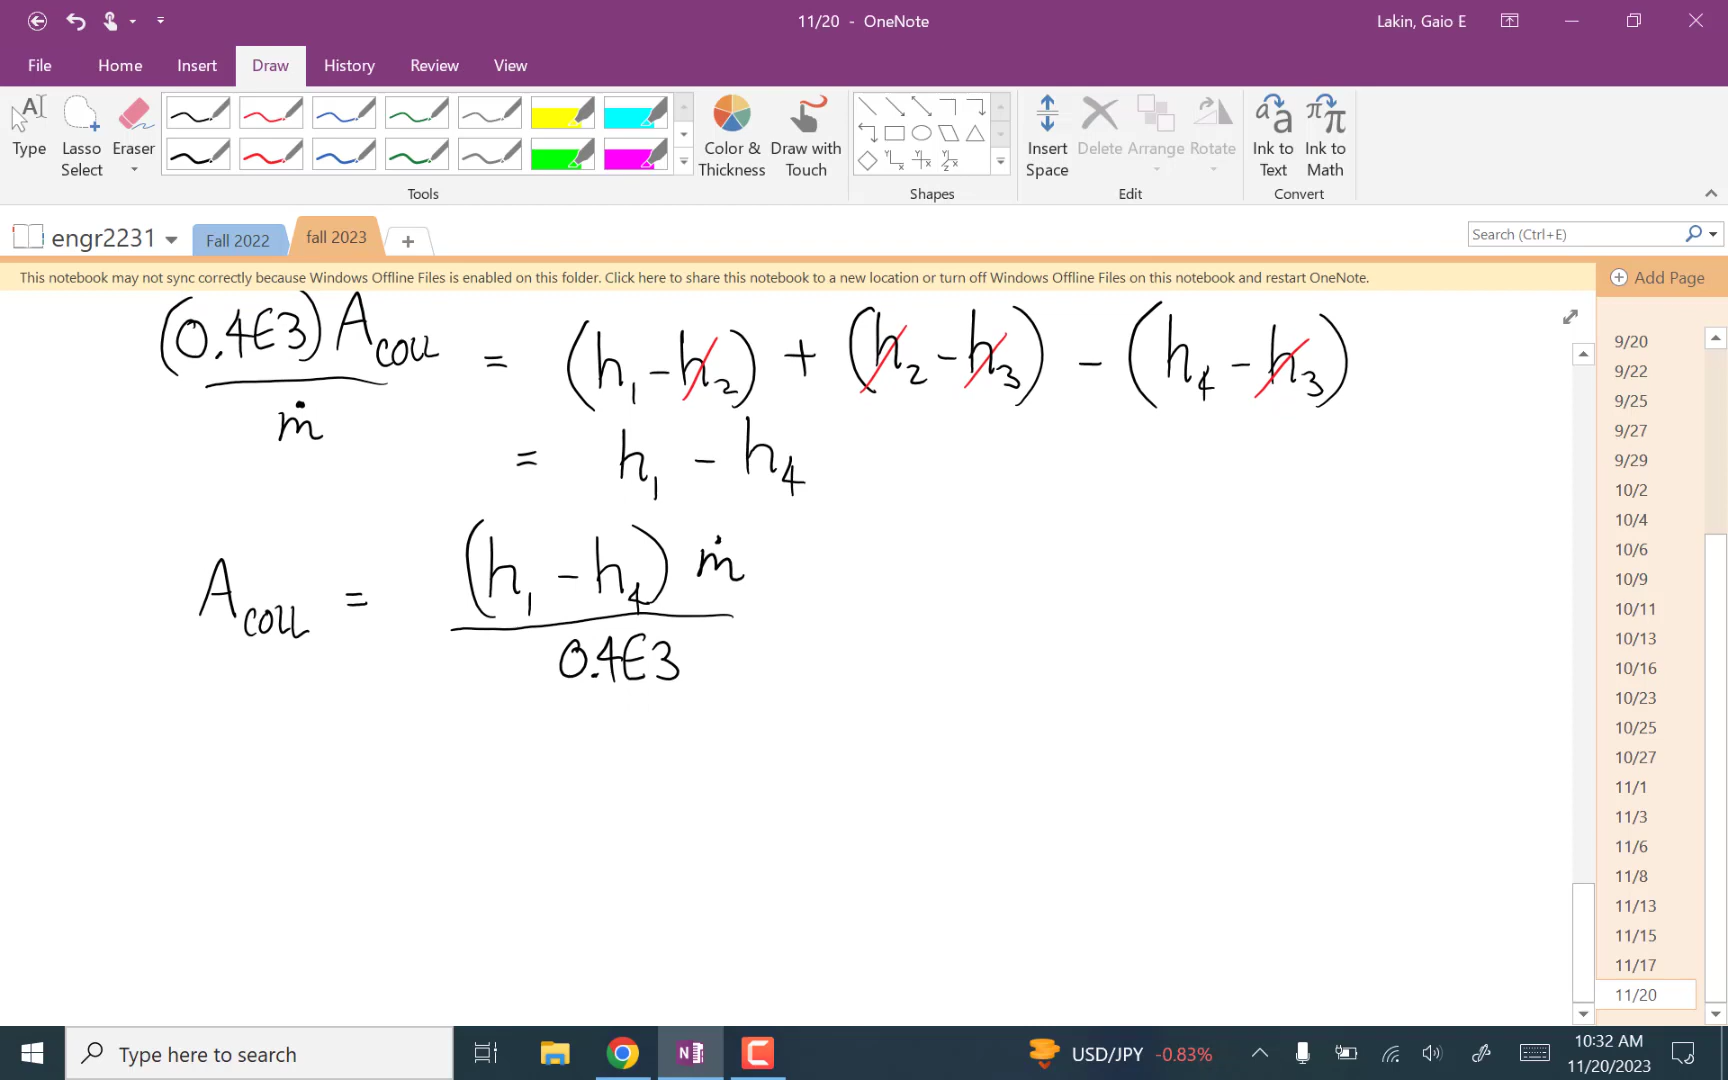 11/20 - OneNote
Lakin, Gaio E
File Home Insert Draw History Review View
Type
Lasso Select
Eraser
Color & Thickness
Draw with Touch
Insert Space
Delete
Arrange
Rotate
Ink to Text
Ink to Math
Tools
Shapes
Edit
Convert
engr2231
Fall 2022
fall 2023
Search (Ctrl+E)
This notebook may not sync correctly because Windows Offline Files is enabled on this folder. Click here to share this notebook to a new location or turn off Windows Offline Files on this notebook and restart OneNote.
Add Page
(0.4E3) A_coll / ṁ = (h₁ - h₂) + (h₂ - h₃) - (h₄ - h₃)
= h₁ - h₄
A_coll = (h₁ - h₄) ṁ / 0.4E3
9/20
9/22
9/25
9/27
9/29
10/2
10/4
10/6
10/9
10/11
10/13
10/16
10/23
10/25
10/27
11/1
11/3
11/6
11/8
11/13
11/15
11/17
11/20
Type here to search
USD/JPY -0.83%
10:32 AM
11/20/2023